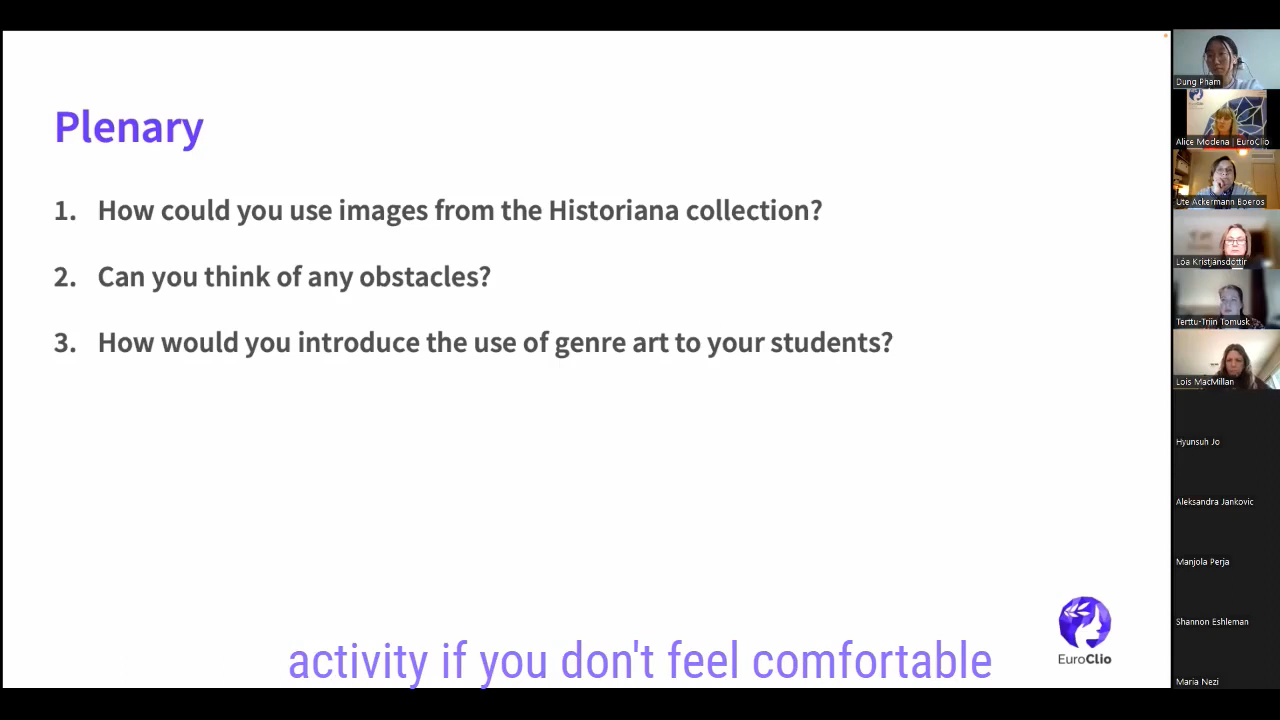 Plenary
1. How could you use images from the Historiana collection?
2. Can you think of any obstacles?
3. How would you introduce the use of genre art to your students?
activity if you don't feel comfortable
EuroClio
Dung Pham
Alice Modena | EuroClio
Ute Ackermann Boeros
Lóa Kristjánsdóttir
Terttu-Triin Tomusk
Lois MacMillan
Hyunsuh Jo
Aleksandra Jankovic
Manjola Perja
Shannon Eshleman
Maria Nezi